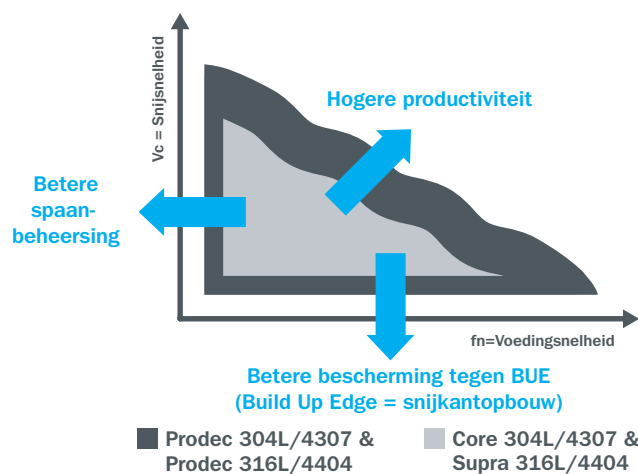 Vc = Snijsnelheid
Hogere productiviteit
Betere
spaan-
beheersing
fn=Voedingsnelheid
Betere bescherming tegen BUE
(Build Up Edge = snijkantopbouw)
Prodec 304L/4307 &
Prodec 316L/4404
Core 304L/4307 &
Supra 316L/4404